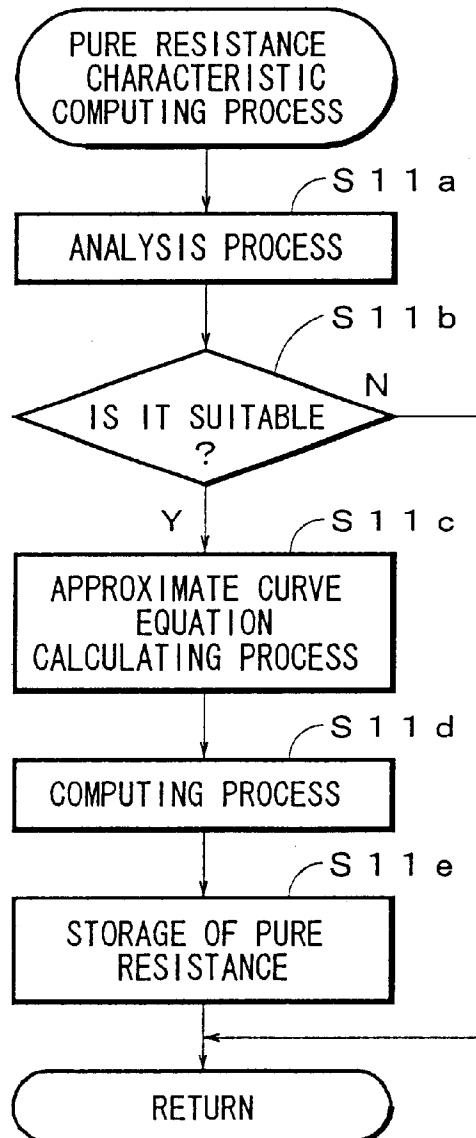 PURE RESISTANCE
CHARACTERISTIC
COMPUTING PROCESS
S11a
ANALYSIS PROCESS
S11b
N
IS IT SUITABLE
?
Y
S11c
APPROXIMATE CURVE
EQUATION
CALCULATING PROCESS
S11d
COMPUTING PROCESS
S11e
STORAGE OF PURE
RESISTANCE
RETURN